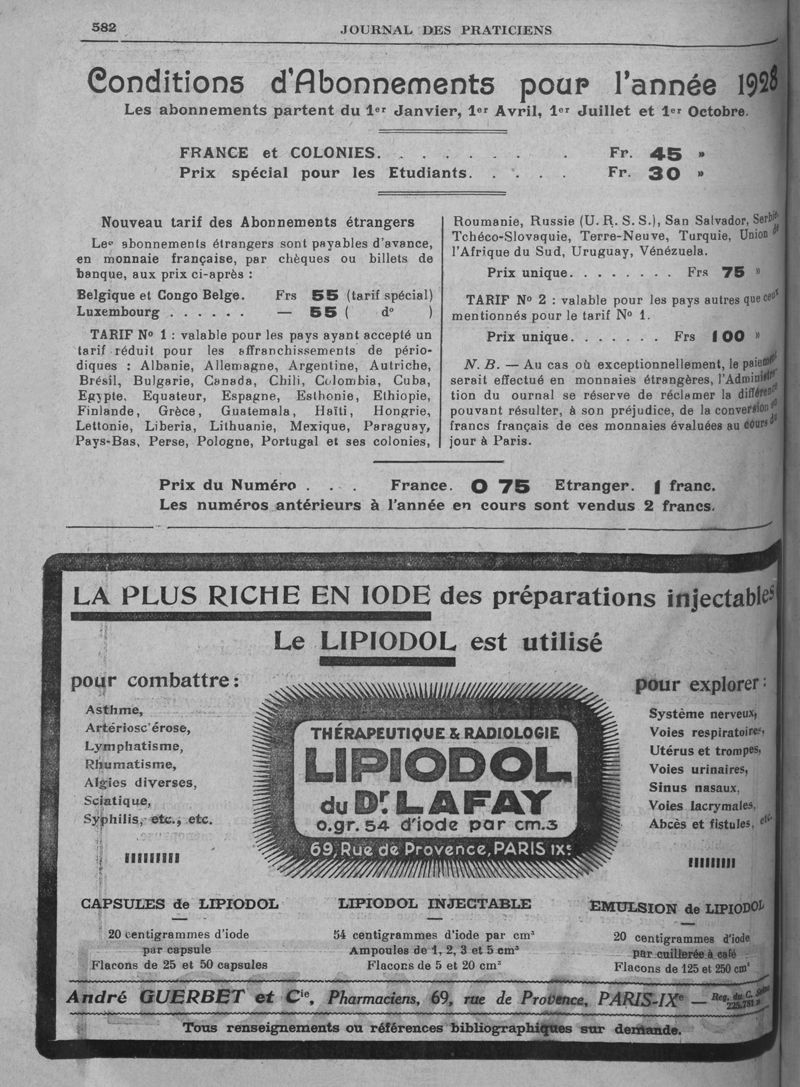 582
JOURNAL DES PRATICIENS
Conditions d'Abonnements pour l'année 1928
Les abonnements partent du 1er Janvier, 1er Avril, 1er Juillet et 1er Octobre.
FRANCE et COLONIES. . . . . . . . Fr. 45 »
Prix spécial pour les Etudiants. . . . . Fr. 30 »
Nouveau tarif des Abonnements étrangers
Les abonnements étrangers sont payables d'avance,
en monnaie française, par chèques ou billets de
banque, aux prix ci-après :
Belgique et Congo Belge. Frs 55 (tarif spécial)
Luxembourg . . . . . . — 55 ( do )
TARIF No 1 : valable pour les pays ayant accepté un
tarif réduit pour les affranchissements de pério-
diques : Albanie, Allemagne, Argentine, Autriche,
Brésil, Bulgarie, Canada, Chili, Colombia, Cuba,
Egypte, Equateur, Espagne, Esthonie, Ethiopie,
Finlande, Grèce, Guatemala, Haïti, Hongrie,
Lettonie, Liberia, Lithuanie, Mexique, Paraguay,
Pays-Bas, Perse, Pologne, Portugal et ses colonies,
Roumanie, Russie (U. R. S. S.), San Salvador, Serbie
Tchéco-Slovaquie, Terre-Neuve, Turquie, Union de
l'Afrique du Sud, Uruguay, Vénézuela.
Prix unique. . . . . . . . Frs 75 »
TARIF No 2 : valable pour les pays autres que ceux
mentionnés pour le tarif No 1.
Prix unique. . . . . . . Frs 100 »
N. B. — Au cas où exceptionnellement, le paiement
serait effectué en monnaies étrangères, l'Administra-
tion du ournal se réserve de réclamer la différence
pouvant résulter, à son préjudice, de la conversion en
francs français de ces monnaies évaluées au cours du
jour à Paris.
Prix du Numéro . . . France. 0 75 Etranger. 1 franc.
Les numéros antérieurs à l'année en cours sont vendus 2 francs.
LA PLUS RICHE EN IODE des préparations injectables
Le LIPIODOL est utilisé
pour combattre :
Asthme,
Artériosc'érose,
Lymphatisme,
Rhumatisme,
Algies diverses,
Sciatique,
Syphilis, etc., etc.
THÉRAPEUTIQUE & RADIOLOGIE
LIPIODOL
du Dr. LAFAY
0.gr. 54 d'iode par cm.3
69, Rue de Provence, PARIS IXe
pour explorer :
Système nerveux,
Voies respiratoires,
Utérus et trompes,
Voies urinaires,
Sinus nasaux,
Voies lacrymales,
Abcès et fistules, etc.
CAPSULES de LIPIODOL
20 centigrammes d'iode
par capsule
Flacons de 25 et 50 capsules
LIPIODOL INJECTABLE
54 centigrammes d'iode par cm3
Ampoules de 1, 2, 3 et 5 cm3
Flacons de 5 et 20 cm3
EMULSION de LIPIODOL
20 centigrammes d'iode
par cuillerée à café
Flacons de 125 et 250 cm3
André GUERBET et Cie, Pharmaciens, 69, rue de Provence, PARIS-IXe — Reg. du C. Seine
Tous renseignements ou références bibliographiques sur demande.